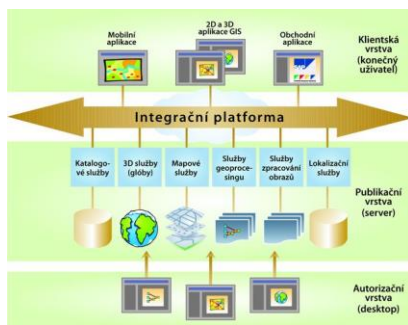 Mobilní
aplikace
2D a 3D
aplikace GIS
Obchodní
aplikace
Klientská
vrstva
(konečný
uživatel)
Integrační platforma
Katalogo-
vé služby
3D služby
(glóby)
Mapové
služby
Služby
geoproce-
singu
Služby
zpracování
obrazů
Lokalizační
služby
Publikační
vrstva
(server)
Autorizační
vrstva
(desktop)